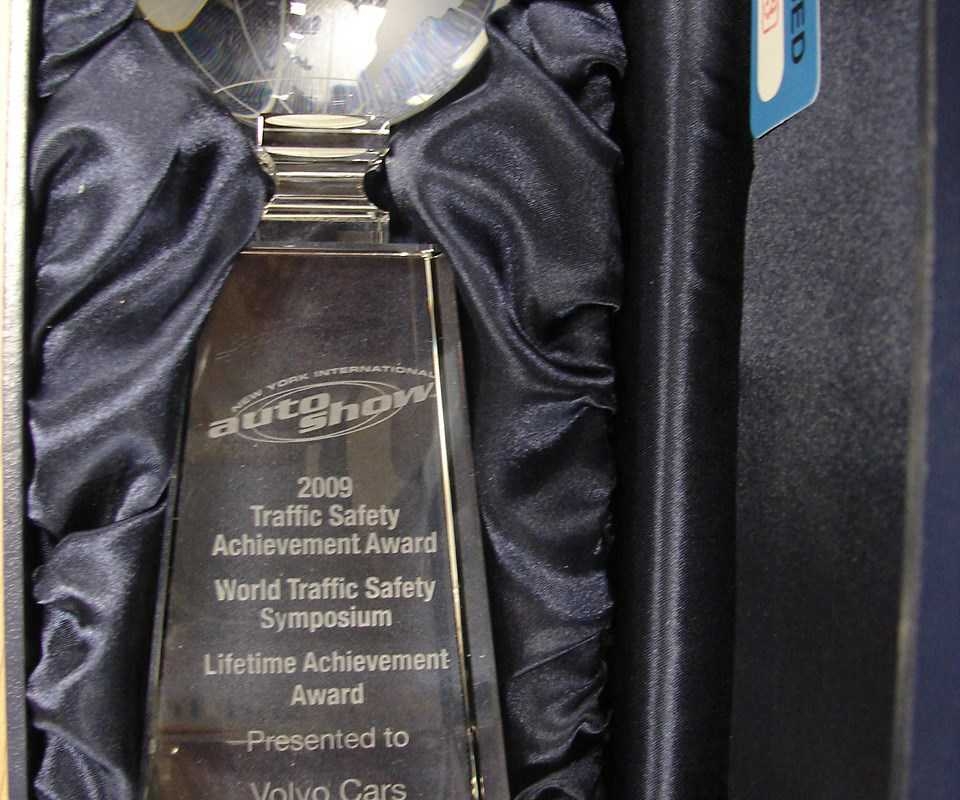 NEW YORK INTERNATIONAL
auto
show
2009
Traffic Safety
Achievement Award
World Traffic Safety
Symposium
Lifetime Achievement
Award
Presented to
Volvo Cars